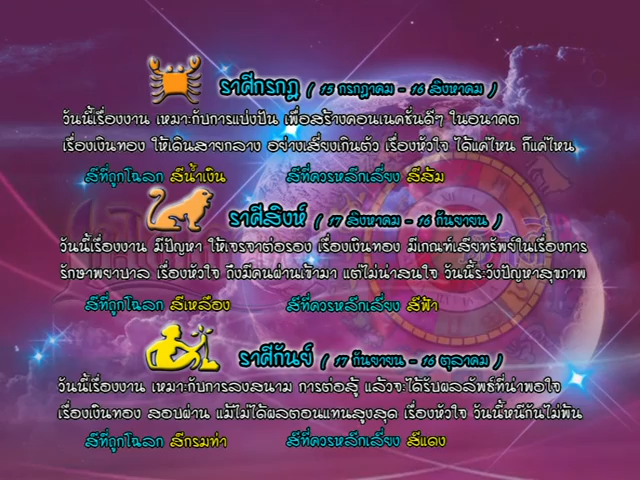 ราศีกรกฎ ( 15 กรกฎาคม - 16 สิงหาคม )
วันนี้เรื่องงาน เหมาะกับการแบ่งปัน เพื่อสร้างคอนเนคชั่นดีๆ ในอนาคต
เรื่องเงินทอง ให้เดินสายกลาง อย่าเสี่ยงเกินตัว เรื่องหัวใจ ได้แค่ไหน ก็แค่ไหน
สีที่ถูกโฉลก สีน้ำเงิน สีที่ควรหลีกเลี่ยง สีส้ม
ราศีสิงห์ ( 17 สิงหาคม - 16 กันยายน )
วันนี้เรื่องงาน มีปัญหา ให้เจรจาต่อรอง เรื่องเงินทอง มีเกณฑ์เสียทรัพย์ในเรื่องการ
รักษาพยาบาล เรื่องหัวใจ ถึงมีคนผ่านเข้ามา แต่ไม่น่าสนใจ วันนี้ระวังปัญหาสุขภาพ
สีที่ถูกโฉลก สีเหลือง สีที่ควรหลีกเลี่ยง สีฟ้า
ราศีกันย์ ( 17 กันยายน - 16 ตุลาคม )
วันนี้เรื่องงาน เหมาะกับการลงสนาม การต่อสู้ แล้วจะได้รับผลลัพธ์ที่น่าพอใจ
เรื่องเงินทอง สอบผ่าน แม้ไม่ได้ผลตอบแทนสูงสุด เรื่องหัวใจ วันนี้หนีกันไม่พ้น
สีที่ถูกโฉลก สีกรมท่า สีที่ควรหลีกเลี่ยง สีแดง